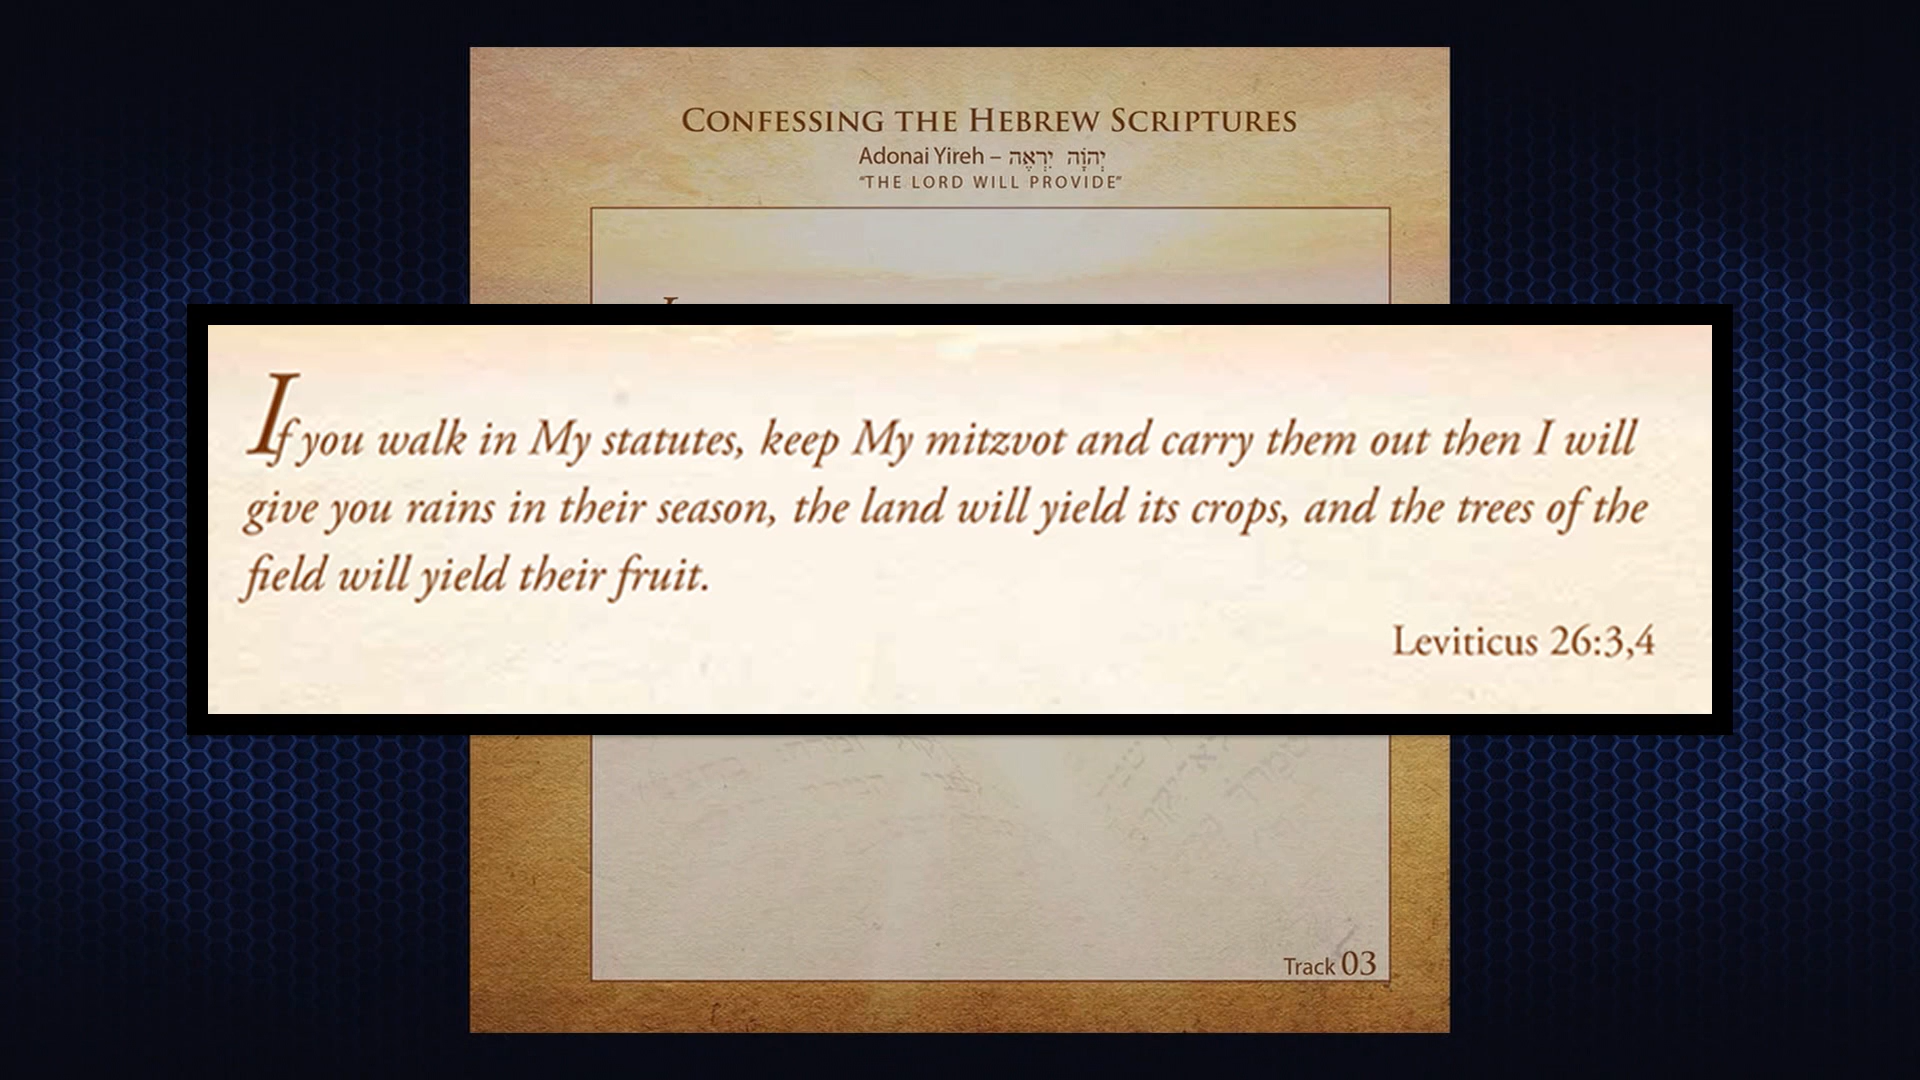 CONFESSING THE HEBREW SCRIPTURES
Adonai Yireh – יְהוָֹה יִרְאֶה
“THE LORD WILL PROVIDE”
If you walk in My statutes, keep My mitzvot and carry them out then I will
give you rains in their season, the land will yield its crops, and the trees of the
field will yield their fruit.
Leviticus 26:3,4
Track 03